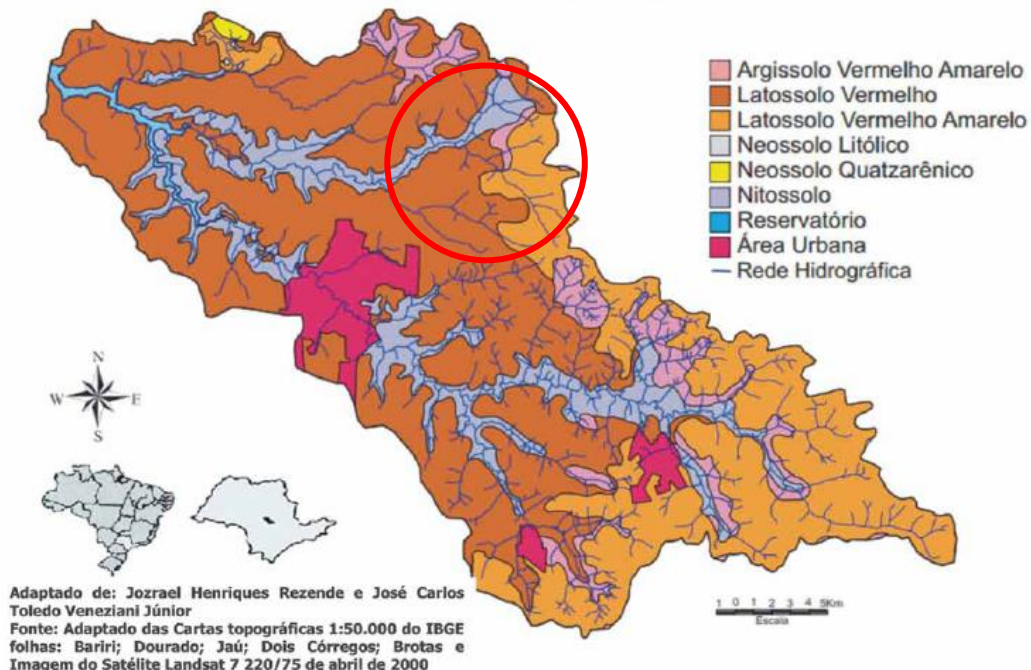 Argissolo Vermelho Amarelo
Latossolo Vermelho
Latossolo Vermelho Amarelo
Neossolo Litólico
Neossolo Quatzarênico
Nitossolo
Reservatório
Área Urbana
Rede Hidrográfica
N
W E
S
Adaptado de: Jozrael Henriques Rezende e José Carlos
Toledo Veneziani Júnior
Fonte: Adaptado das Cartas topográficas 1:50.000 do IBGE
folhas: Bariri; Dourado; Jaú; Dois Córregos; Brotas e
Imagem do Satélite Landsat 7 220/75 de abril de 2000
1 0 1 2 3 4 5Km
Escala